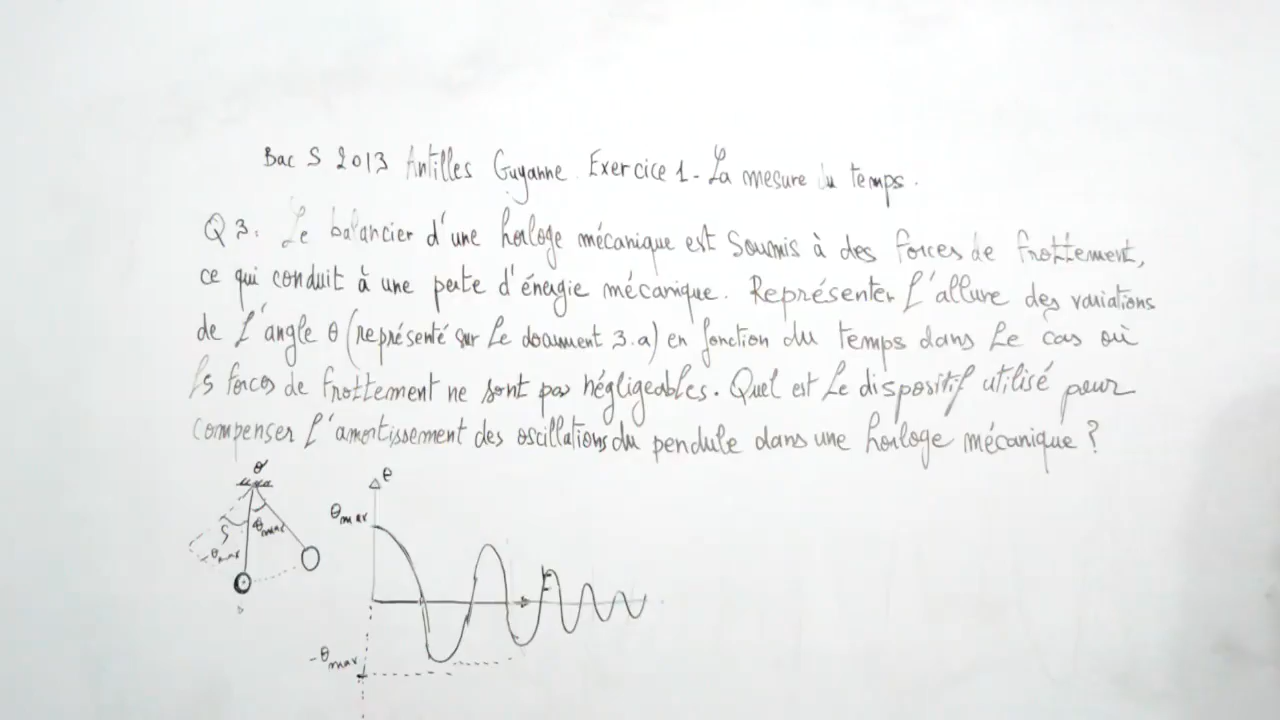 Bac S 2013 Antilles Guyanne Exercice 1 - La mesure du temps.
Q3. Le balancier d'une horloge mécanique est soumis à des forces de frottement,
ce qui conduit à une perte d'énergie mécanique. Représenter l'allure des variations
de l'angle θ (représenté sur le document 3.a) en fonction du temps dans le cas où
les forces de frottement ne sont pas négligeables. Quel est le dispositif utilisé pour
compenser l'amortissement des oscillations du pendule dans une horloge mécanique ?
θmax
-θmax
θ
θmax
-θmax